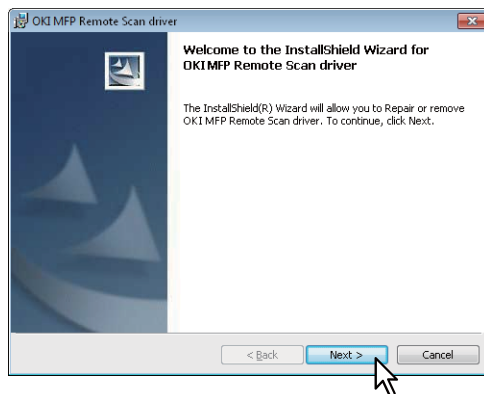 OKI MFP Remote Scan driver
Welcome to the InstallShield Wizard for
OKI MFP Remote Scan driver
The InstallShield(R) Wizard will allow you to Repair or remove
OKI MFP Remote Scan driver. To continue, click Next.
< Back
Next >
Cancel